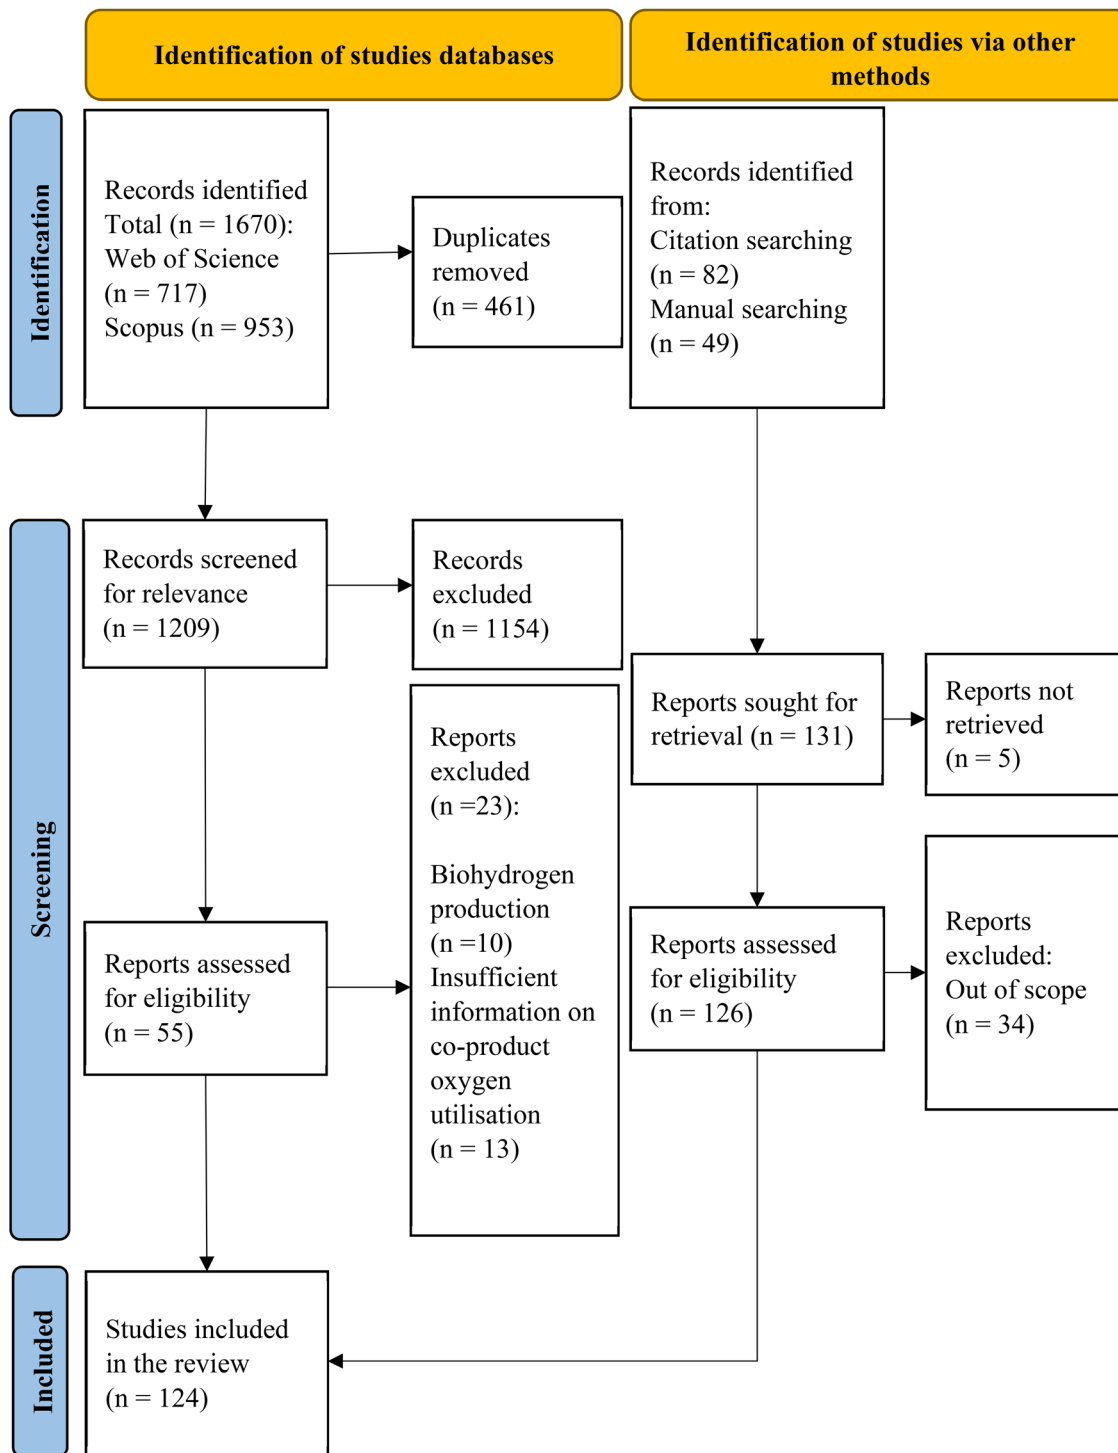 Identification of studies databases
Identification of studies via other
methods
Identification
Records identified
Total (n = 1670):
Web of Science
(n = 717)
Scopus (n = 953)
Duplicates
removed
(n = 461)
Records identified
from:
Citation searching
(n = 82)
Manual searching
(n = 49)
Screening
Records screened
for relevance
(n = 1209)
Records
excluded
(n = 1154)
Reports sought for
retrieval (n = 131)
Reports not
retrieved
(n = 5)
Reports assessed
for eligibility
(n = 55)
Reports
excluded
(n =23):
Biohydrogen
production
(n =10)
Insufficient
information on
co-product
oxygen
utilisation
(n = 13)
Reports assessed
for eligibility
(n = 126)
Reports
excluded:
Out of scope
(n = 34)
Included
Studies included
in the review
(n = 124)